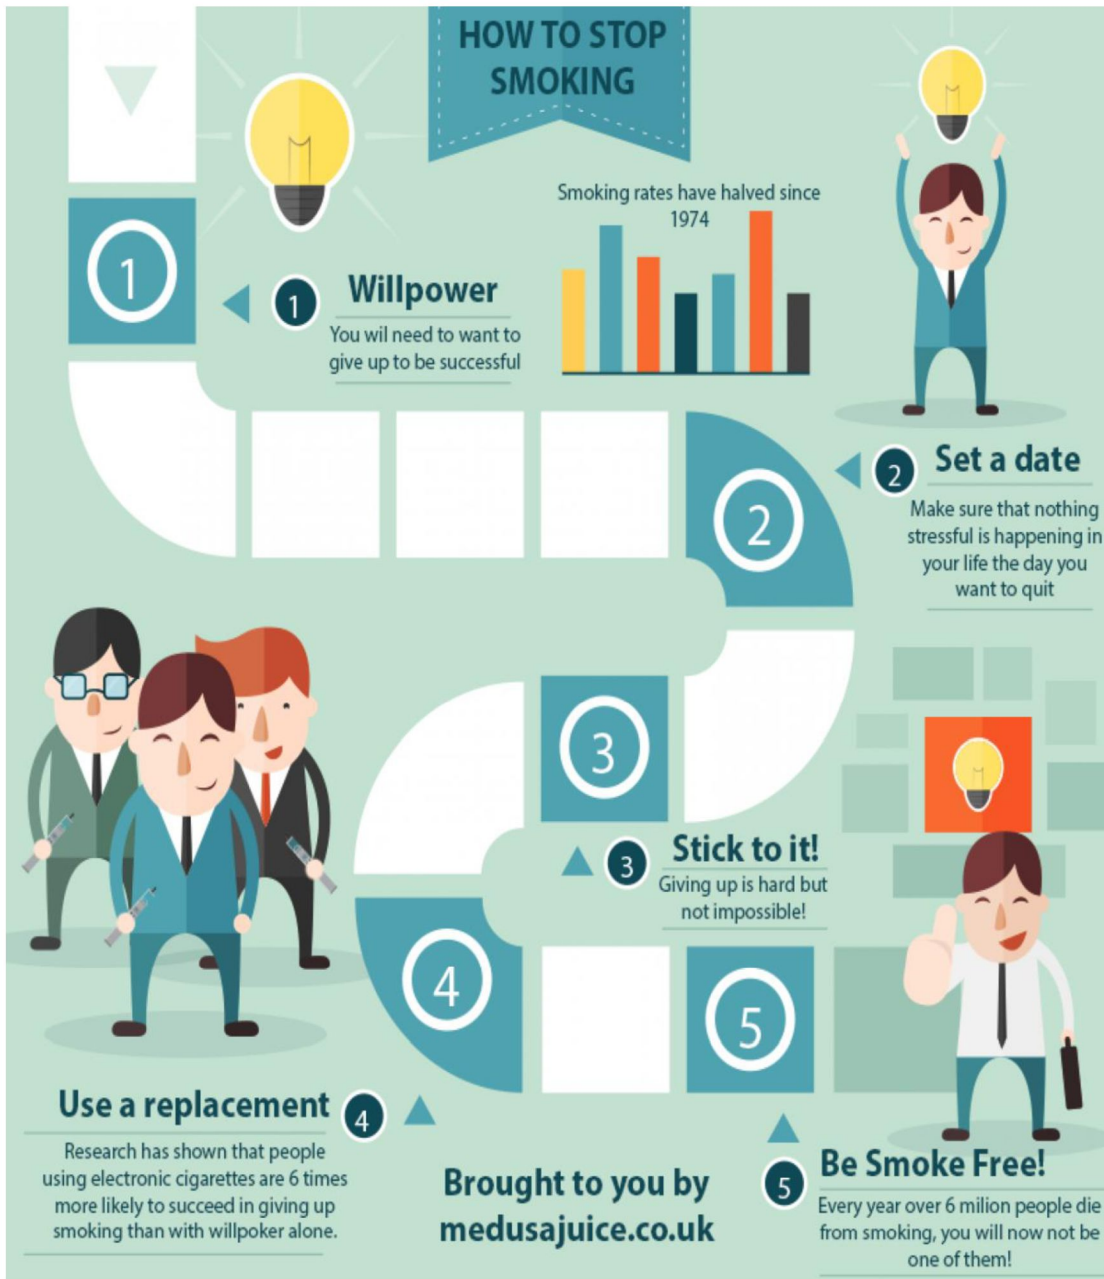 HOW TO STOP
SMOKING
Smoking rates have halved since
1974
1
1
Willpower
You wil need to want to
give up to be successful
2
2
Set a date
Make sure that nothing
stressful is happening in
your life the day you
want to quit
3
3
Stick to it!
Giving up is hard but
not impossible!
4
5
Use a replacement
4
Research has shown that people
using electronic cigarettes are 6 times
more likely to succeed in giving up
smoking than with willpoker alone.
Brought to you by
medusajuice.co.uk
5
Be Smoke Free!
Every year over 6 milion people die
from smoking, you will now not be
one of them!